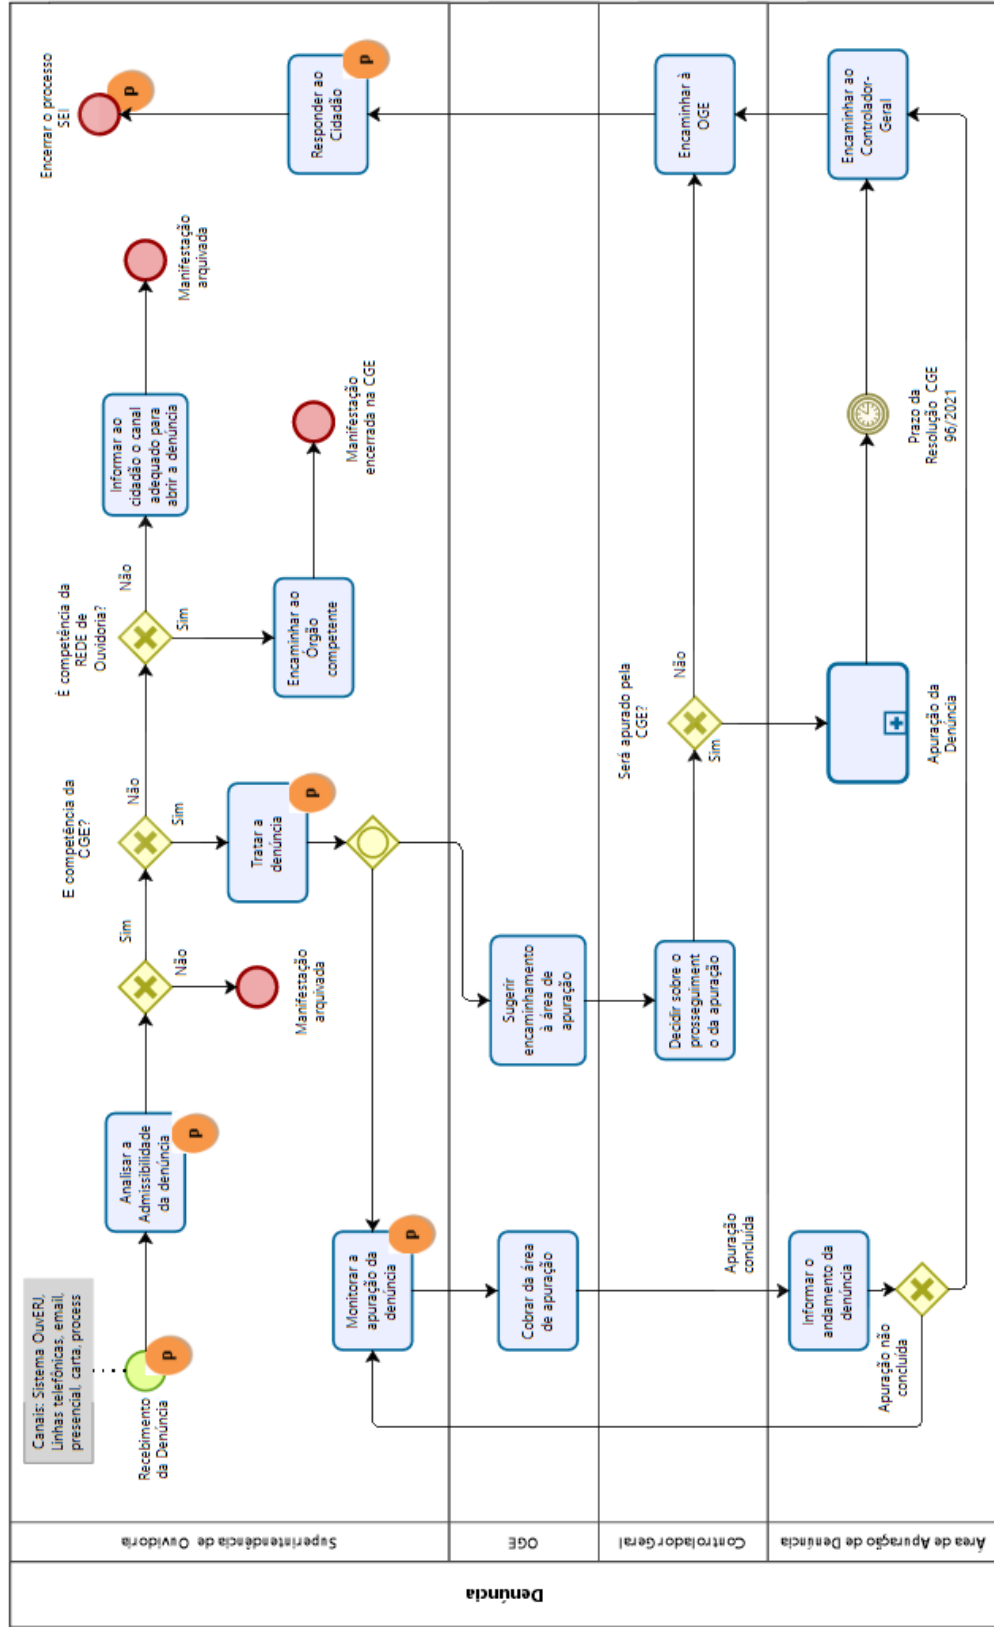 Denúncia
Superintendência de Ouvidoria
OGE
Controlador Geral
Área de Apuração de Denúncia
Canais: Sistema OuvERJ,
Linhas telefônicas, email,
presencial, carta, process
Recebimento
da Denúncia
P
Analisar a
Admissibilidade
da denúncia
P
Sim
Não
Manifestação
arquivada
E competência da
CGE?
Não
Sim
Tratar a
denúncia
P
É competência da
REDE de
Ouvidoria?
Não
Sim
Informar ao
cidadão o canal
adequado para
abrir a denúncia
Manifestação
arquivada
Encaminhar ao
Órgão
competente
Manifestação
encerrada na CGE
Encerrar o processo
SEI
P
Responder ao
Cidadão
P
Monitorar a
apuração da
denúncia
P
Cobrar da área
de apuração
Sugerir
encaminhamento
à área de
apuração
Decidir sobre o
prosseguiment
o da apuração
Será apurado pela
CGE?
Não
Sim
Encaminhar à
OGE
Apuração
concluída
Informar o
andamento da
denúncia
Apuração não
concluída
Apuração da
Denúncia
Prazo da
Resolução CGE
96/2021
Encaminhar ao
Controlador-
Geral